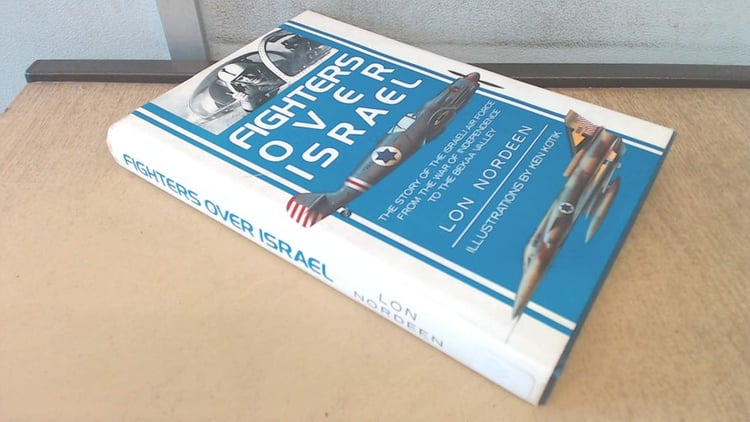 FIGHTERS
OVER
ISRAEL
THE STORY OF THE ISRAELI AIR FORCE
FROM THE WAR OF INDEPENDENCE
TO THE BEKAA VALLEY
LON NORDEEN
ILLUSTRATIONS BY KEN KOTIK
FIGHTERS OVER ISRAEL
LON
NORDEEN